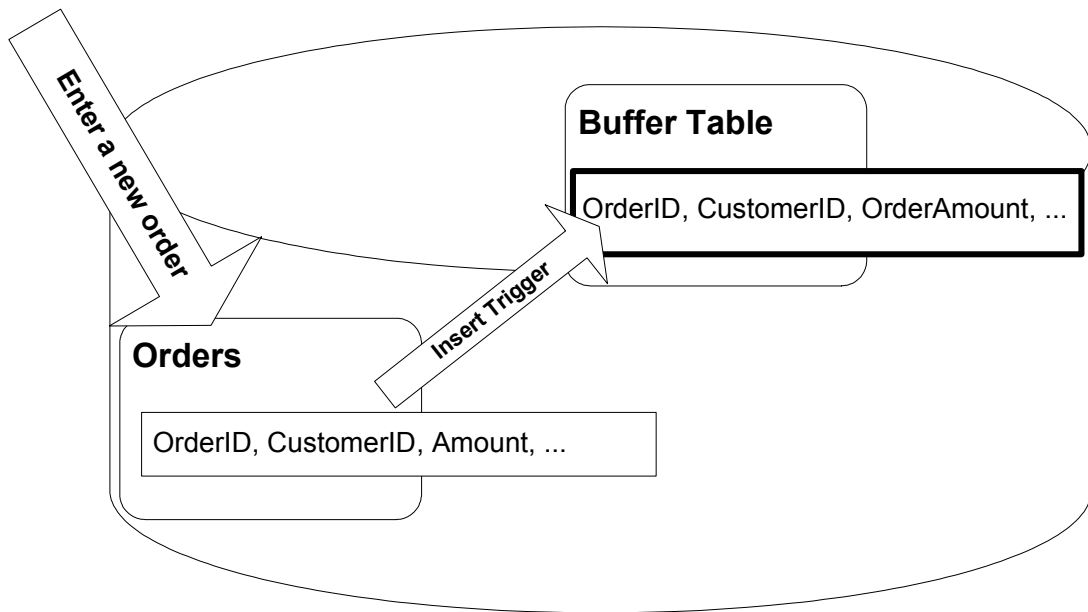 Enter a new order
Buffer Table
OrderID, CustomerID, OrderAmount, ...
Insert Trigger
Orders
OrderID, CustomerID, Amount, ...